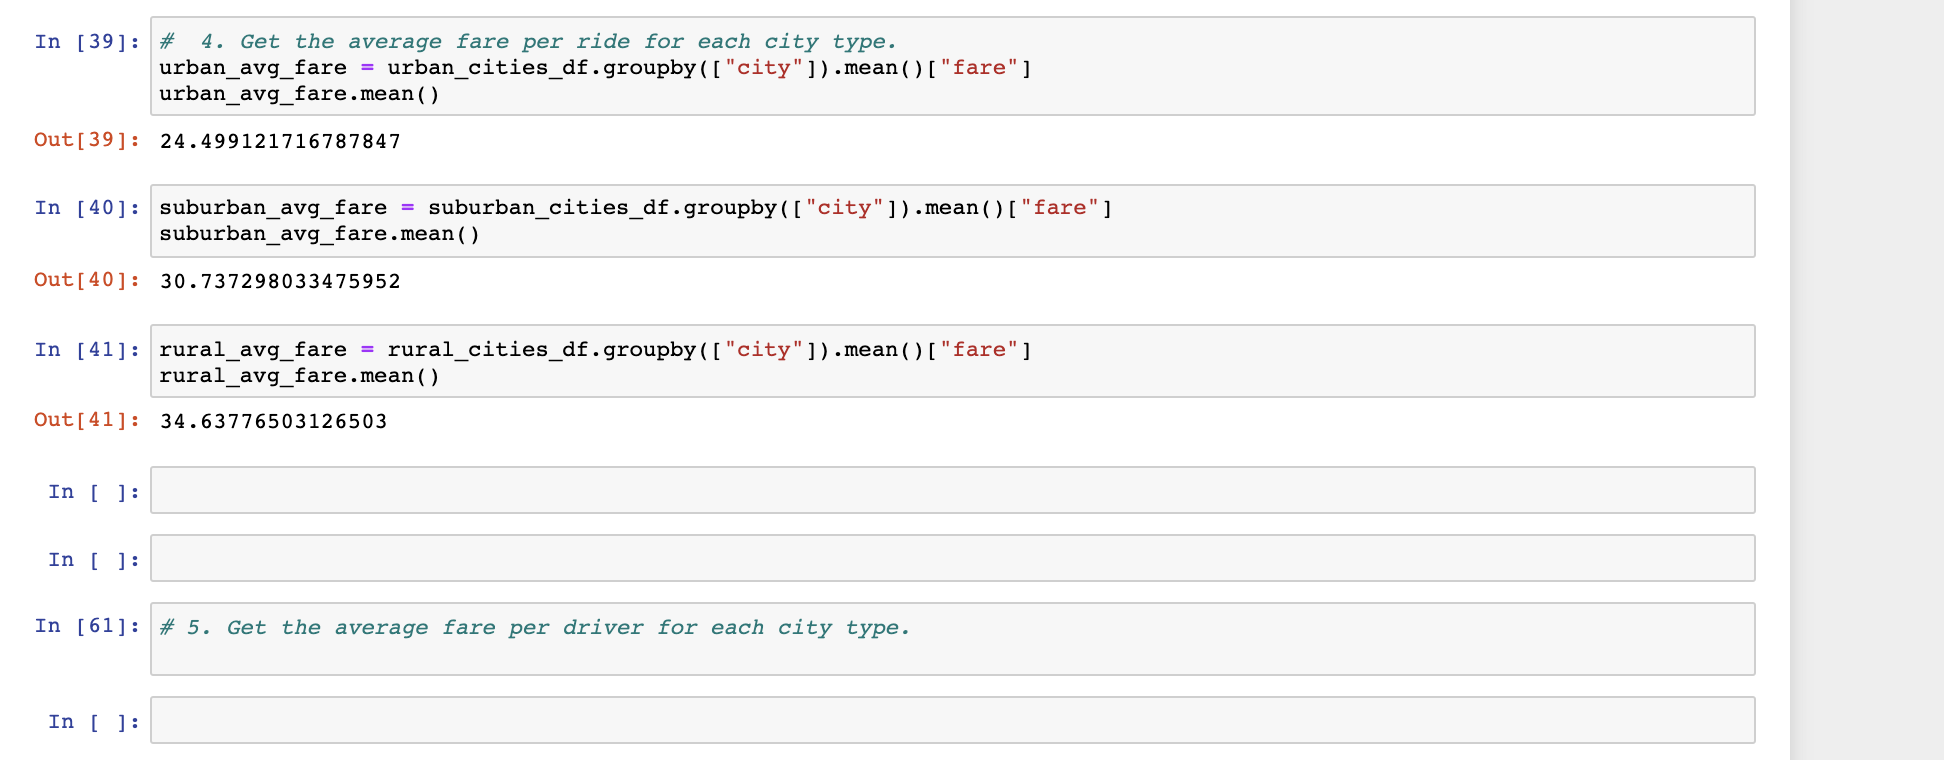 In [39]: #  4. Get the average fare per ride for each city type.
urban_avg_fare = urban_cities_df.groupby(["city"]).mean()["fare"]
urban_avg_fare.mean()
Out[39]: 24.499121716787847
In [40]: suburban_avg_fare = suburban_cities_df.groupby(["city"]).mean()["fare"]
suburban_avg_fare.mean()
Out[40]: 30.737298033475952
In [41]: rural_avg_fare = rural_cities_df.groupby(["city"]).mean()["fare"]
rural_avg_fare.mean()
Out[41]: 34.63776503126503
In [ ]:
In [ ]:
In [61]: # 5. Get the average fare per driver for each city type.
In [ ]: